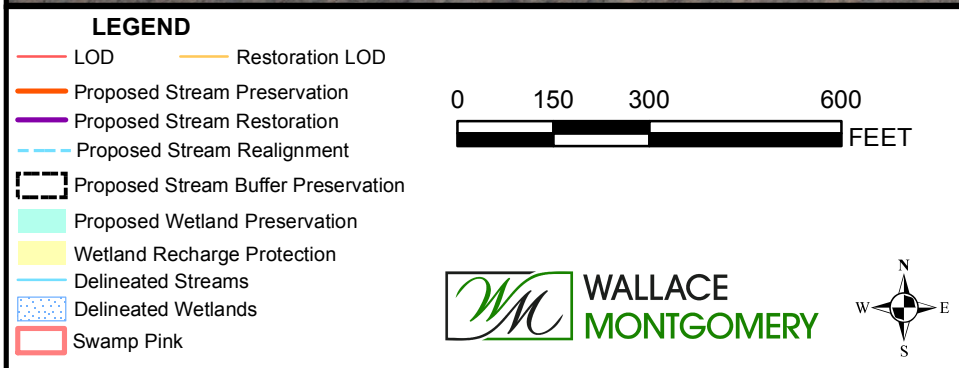 LEGEND
LOD
Restoration LOD
Proposed Stream Preservation
Proposed Stream Restoration
Proposed Stream Realignment
Proposed Stream Buffer Preservation
Proposed Wetland Preservation
Wetland Recharge Protection
Delineated Streams
Delineated Wetlands
Swamp Pink
0 150 300 600
FEET
WM
WALLACE
MONTGOMERY
N
W E
S